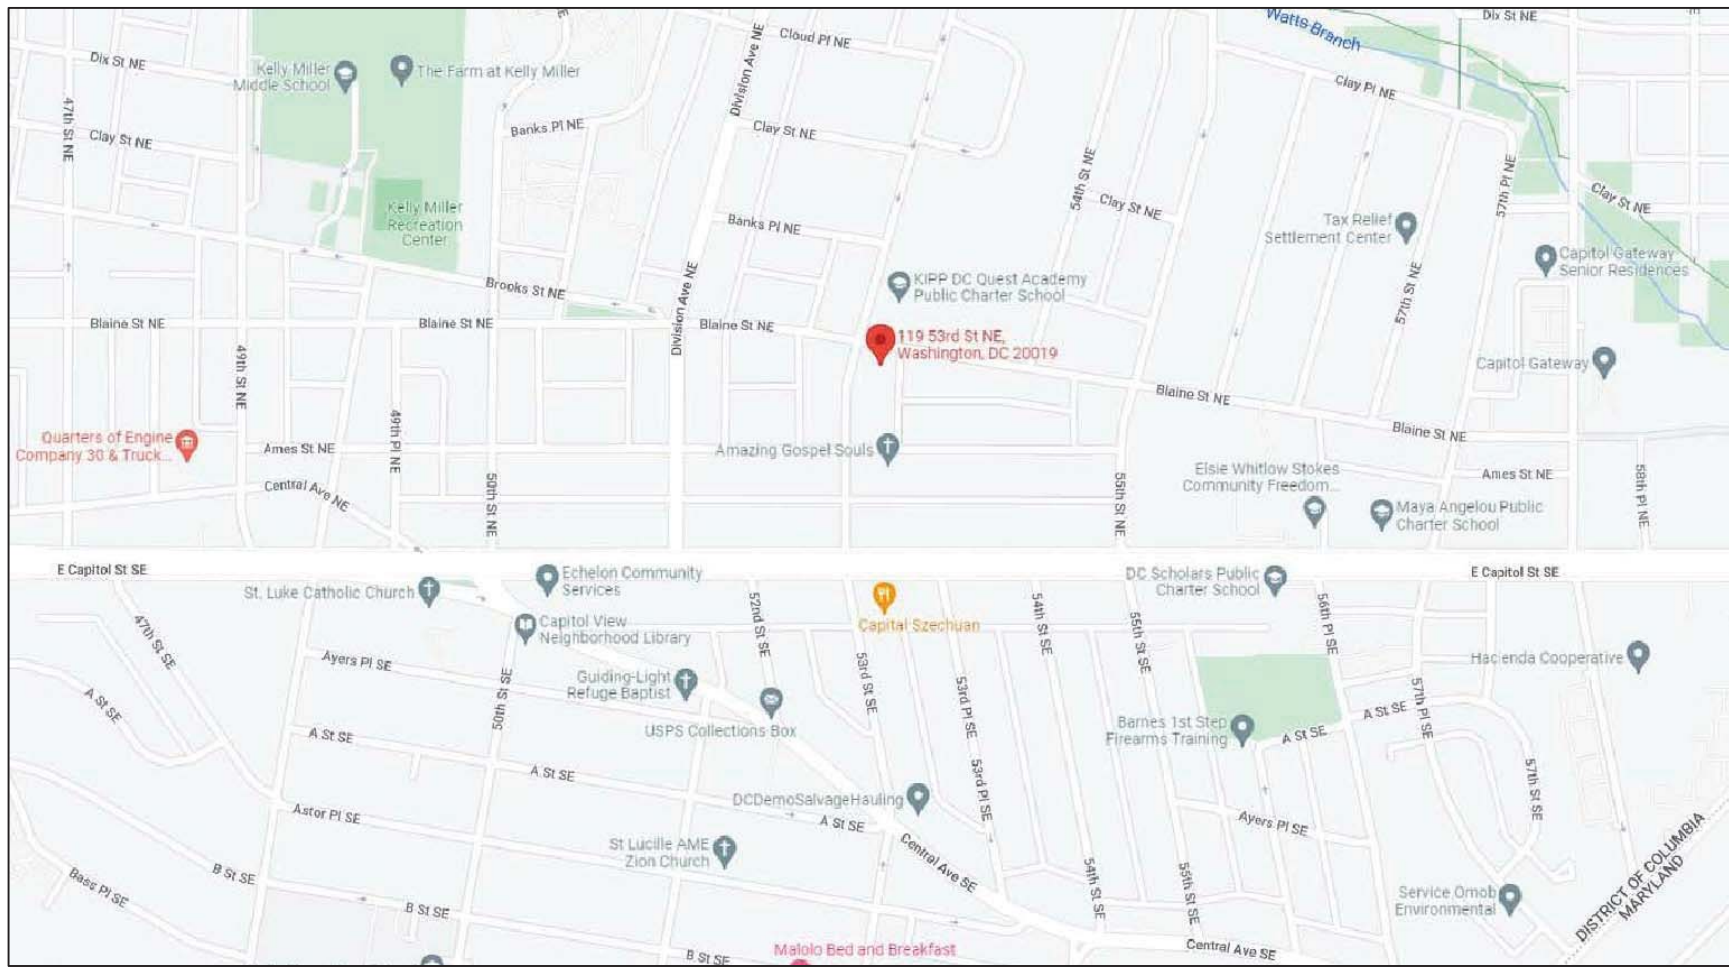 Watts Branch
Dix St NE
Cloud Pl NE
Division Ave NE
Dix St NE
Kelly Miller
Middle School
The Farm at Kelly Miller
Clay Pl NE
47th St NE
Clay St NE
Banks Pl NE
Clay St NE
54th St NE
57th Pl NE
Clay St NE
Clay St NE
Kelly Miller
Recreation
Center
Banks Pl NE
Tax Relief
Settlement Center
Capitol Gateway
Senior Residences
KIPP DC Quest Academy
Public Charter School
Brooks St NE
Division Ave NE
57th St NE
Blaine St NE
Blaine St NE
Blaine St NE
119 53rd St NE,
Washington, DC 20019
49th St NE
Capitol Gateway
Blaine St NE
Blaine St NE
Quarters of Engine
Company 30 & Truck...
49th Pl NE
Ames St NE
Amazing Gospel Souls
Elsie Whitlow Stokes
Community Freedom...
Ames St NE
Central Ave NE
50th St NE
55th St NE
58th Pl NE
Maya Angelou Public
Charter School
E Capitol St SE
E Capitol St SE
St. Luke Catholic Church
Echelon Community
Services
DC Scholars Public
Charter School
52nd St SE
Capital Szechuan
54th St SE
55th St SE
56th Pl SE
47th St SE
Capitol View
Neighborhood Library
Ayers Pl SE
Guiding-Light
Refuge Baptist
53rd St SE
53rd Pl SE
Hacienda Cooperative
A St SE
50th St SE
USPS Collections Box
Barnes 1st Step
Firearms Training
A St SE
A St SE
57th Pl SE
A St SE
A St SE
53rd Pl SE
57th St SE
DCDemoSalvageHauling
Astor Pl SE
A St SE
Ayers Pl SE
St Lucille AME
Zion Church
Central Ave SE
B St SE
Bass Pl SE
B St SE
54th St SE
55th St SE
Service Omob
Environmental
DISTRICT OF COLUMBIA
MARYLAND
Malolo Bed and Breakfast
B St SE
Central Ave SE